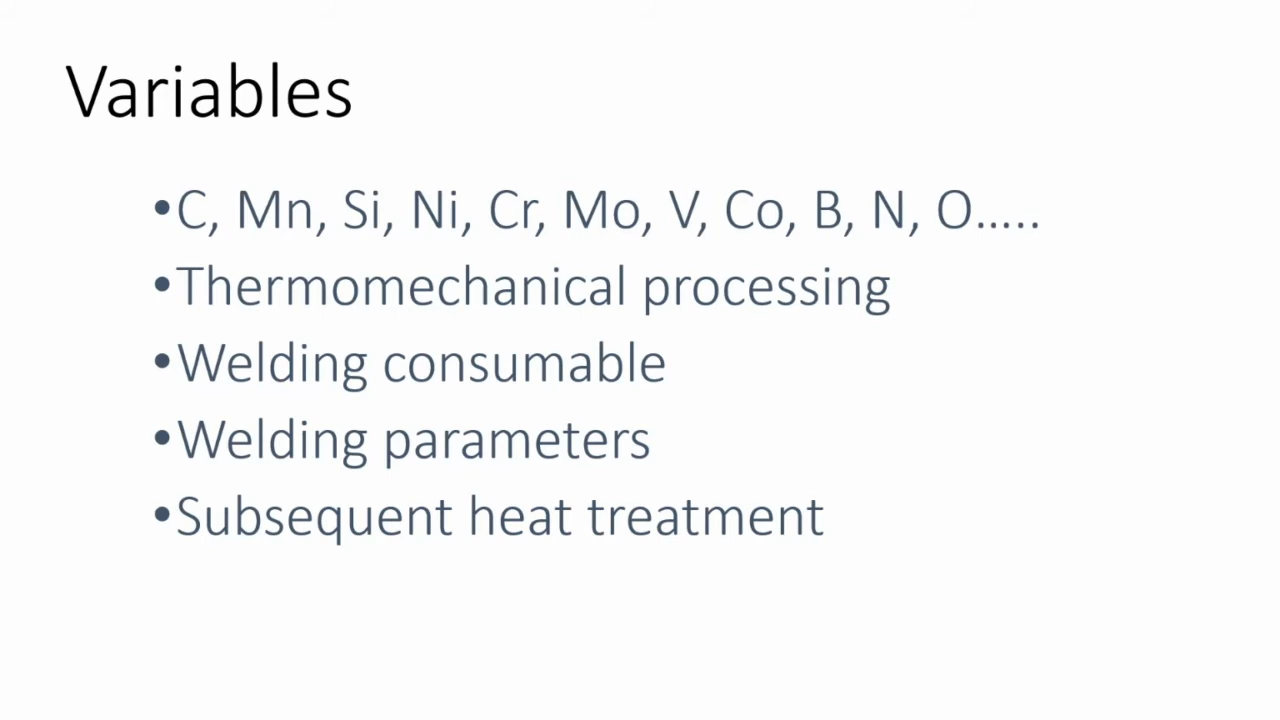 Variables
•C, Mn, Si, Ni, Cr, Mo, V, Co, B, N, O.....
•Thermomechanical processing
•Welding consumable
•Welding parameters
•Subsequent heat treatment